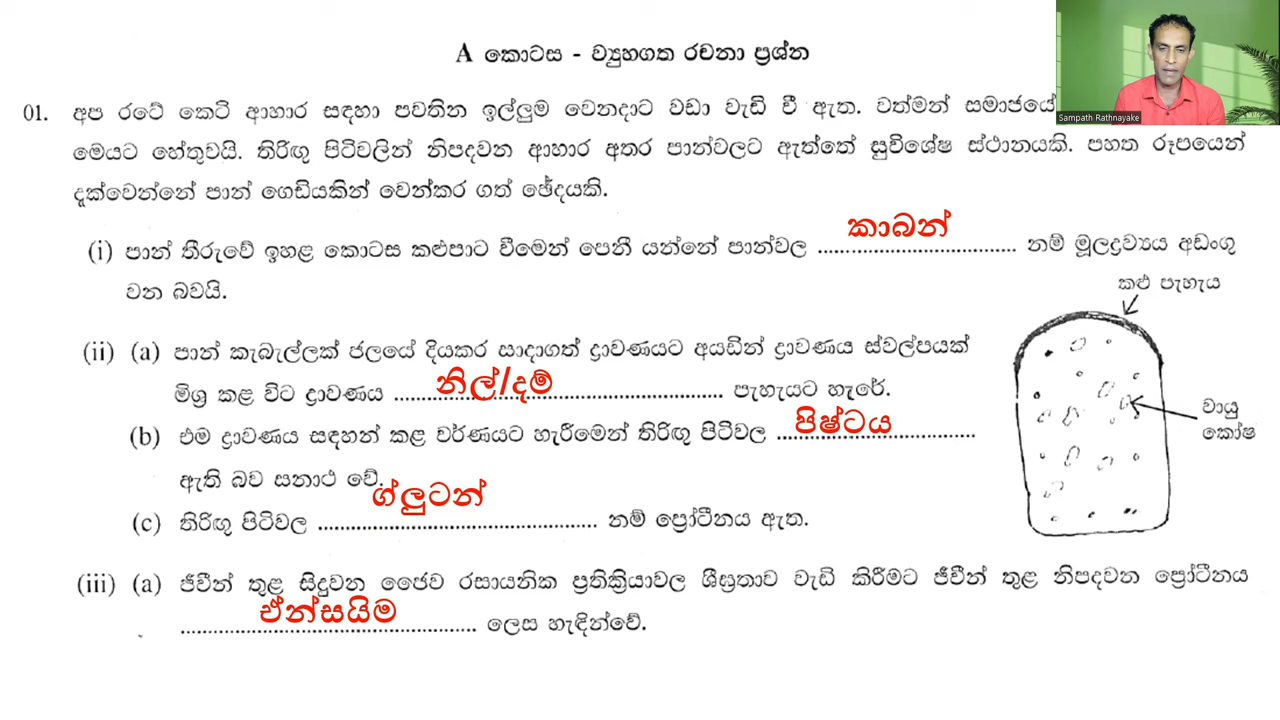 A කොටස - ව්‍යුහගත රචනා ප්‍රශ්න
Sampath Rathnayake
01. අප රටේ කෙටි ආහාර සඳහා පවතින ඉල්ලුම වෙනදාට වඩා වැඩි වී ඇත. වත්මන් සමාජයේ
මෙයට හේතුවයි. තිරිඟු පිටිවලින් නිපදවන ආහාර අතර පාන්වලට ඇත්තේ සුවිශේෂ ස්ථානයකි. පහත රූපයෙන්
දැක්වෙන්නේ පාන් ගෙඩියකින් වෙන්කර ගත් ඡේදයකි.
කාබන්
(i) පාන් තීරුවේ ඉහළ කොටස කළුපාට වීමෙන් පෙනී යන්නේ පාන්වල .................................... නම් මූලද්‍රව්‍යය අඩංගු
වන බවයි.
කළු පැහැය
(ii) (a) පාන් කැබැල්ලක් ජලයේ දියකර සාදාගත් ද්‍රාවණයට අයඩින් ද්‍රාවණය ස්වල්පයක්
නිල්/දම්
මිශ්‍ර කළ විට ද්‍රාවණය ............................................................ පැහැයට හැරේ.
වායු
කෝෂ
පිෂ්ටය
(b) එම ද්‍රාවණය සඳහන් කළ වර්ණයට හැරීමෙන් තිරිඟු පිටිවල ....................................
ඇති බව සනාථ වේ.
ග්ලුටන්
(c) තිරිඟු පිටිවල .................................................... නම් ප්‍රෝටීනය ඇත.
(iii) (a) ජීවීන් තුළ සිදුවන ජෛව රසායනික ප්‍රතික්‍රියාවල ශීඝ්‍රතාව වැඩි කිරීමට ජීවීන් තුළ නිපදවන ප්‍රෝටීනය
ඒන්සයිම
...................................................... ලෙස හැඳින්වේ.